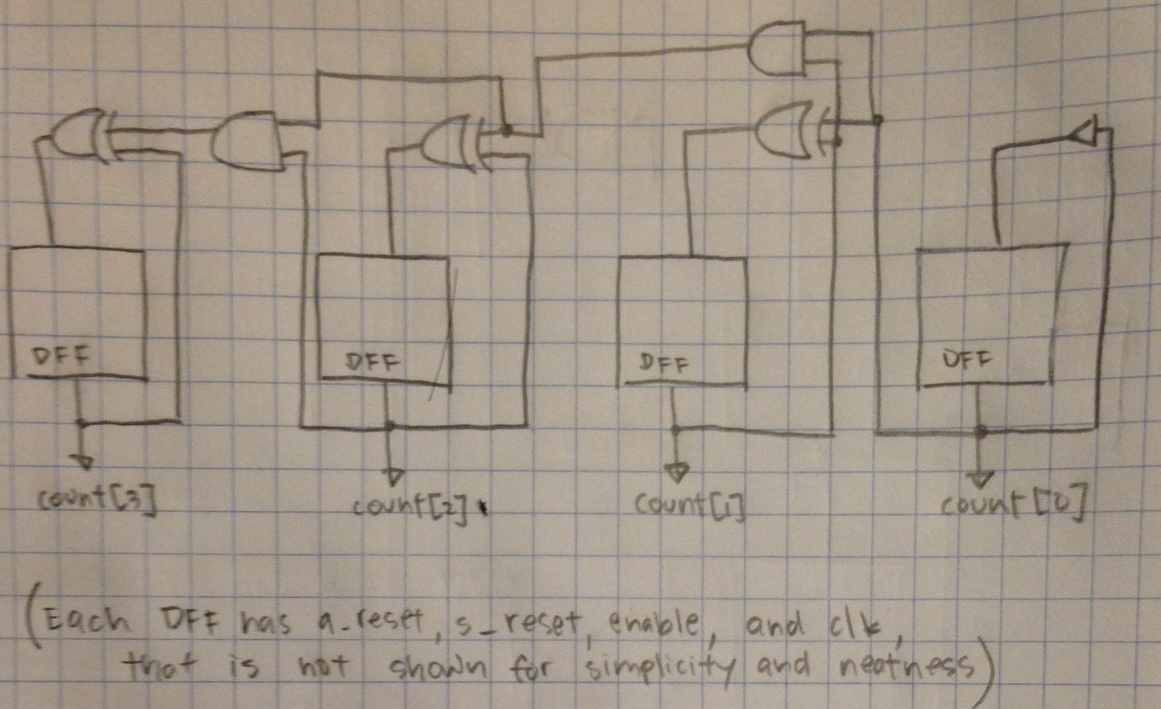 DFF DFF DFF DFF
count[3] count[2] count[1] count[0]
(Each DFF has a_reset, s_reset, enable, and clk,
that is not shown for simplicity and neatness)